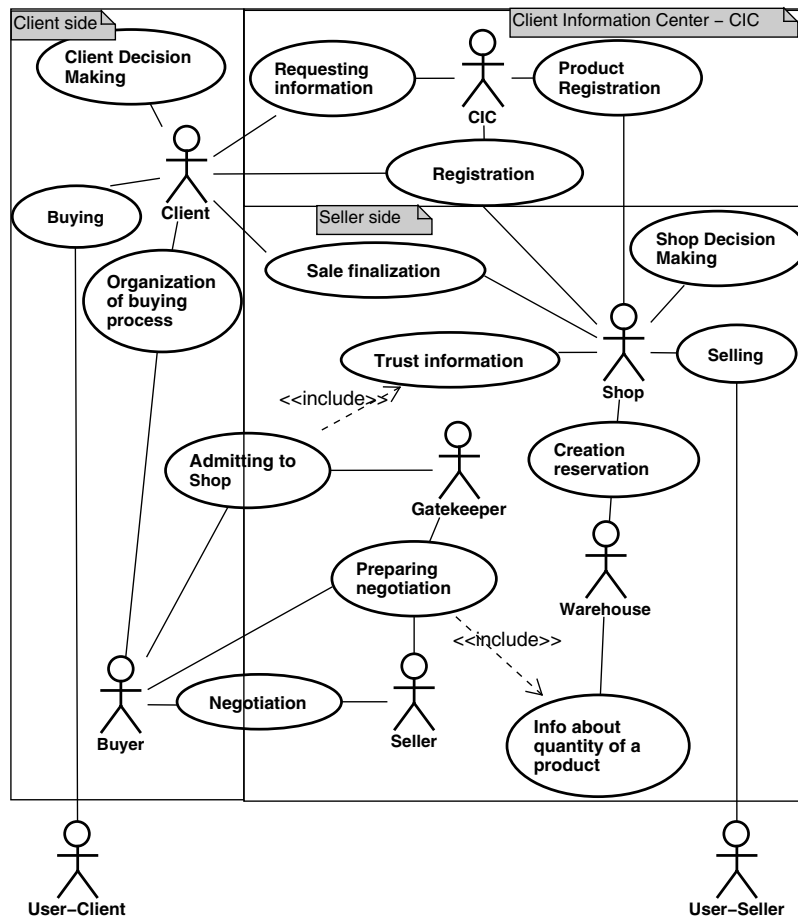 Client side
Client Information Center – CIC
Client Decision
Making
Requesting
information
Product
Registration
CIC
Registration
Client
Buying
Seller side
Shop Decision
Making
Organization
of buying
process
Sale finalization
Trust information
Selling
Shop
<<include>>
Admitting to
Shop
Creation
reservation
Gatekeeper
Preparing
negotiation
Warehouse
<<include>>
Negotiation
Buyer
Seller
Info about
quantity of a
product
User–Client
User–Seller